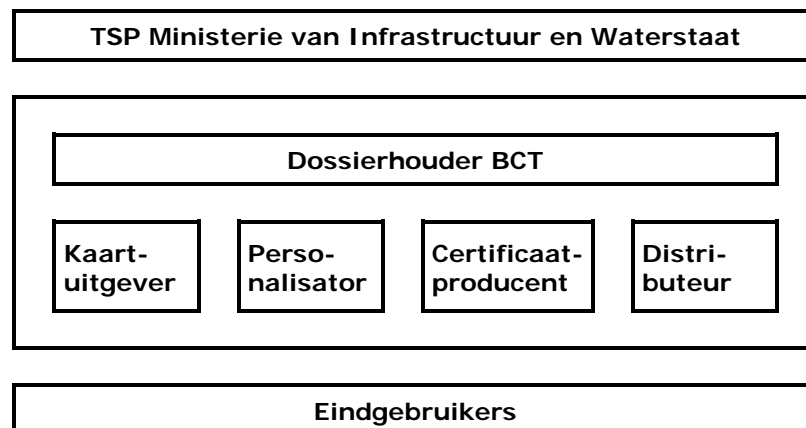 TSP Ministerie van Infrastructuur en Waterstaat
Dossierhouder BCT
Kaart-
uitgever
Perso-
nalisator
Certificaat-
producent
Distri-
buteur
Eindgebruikers